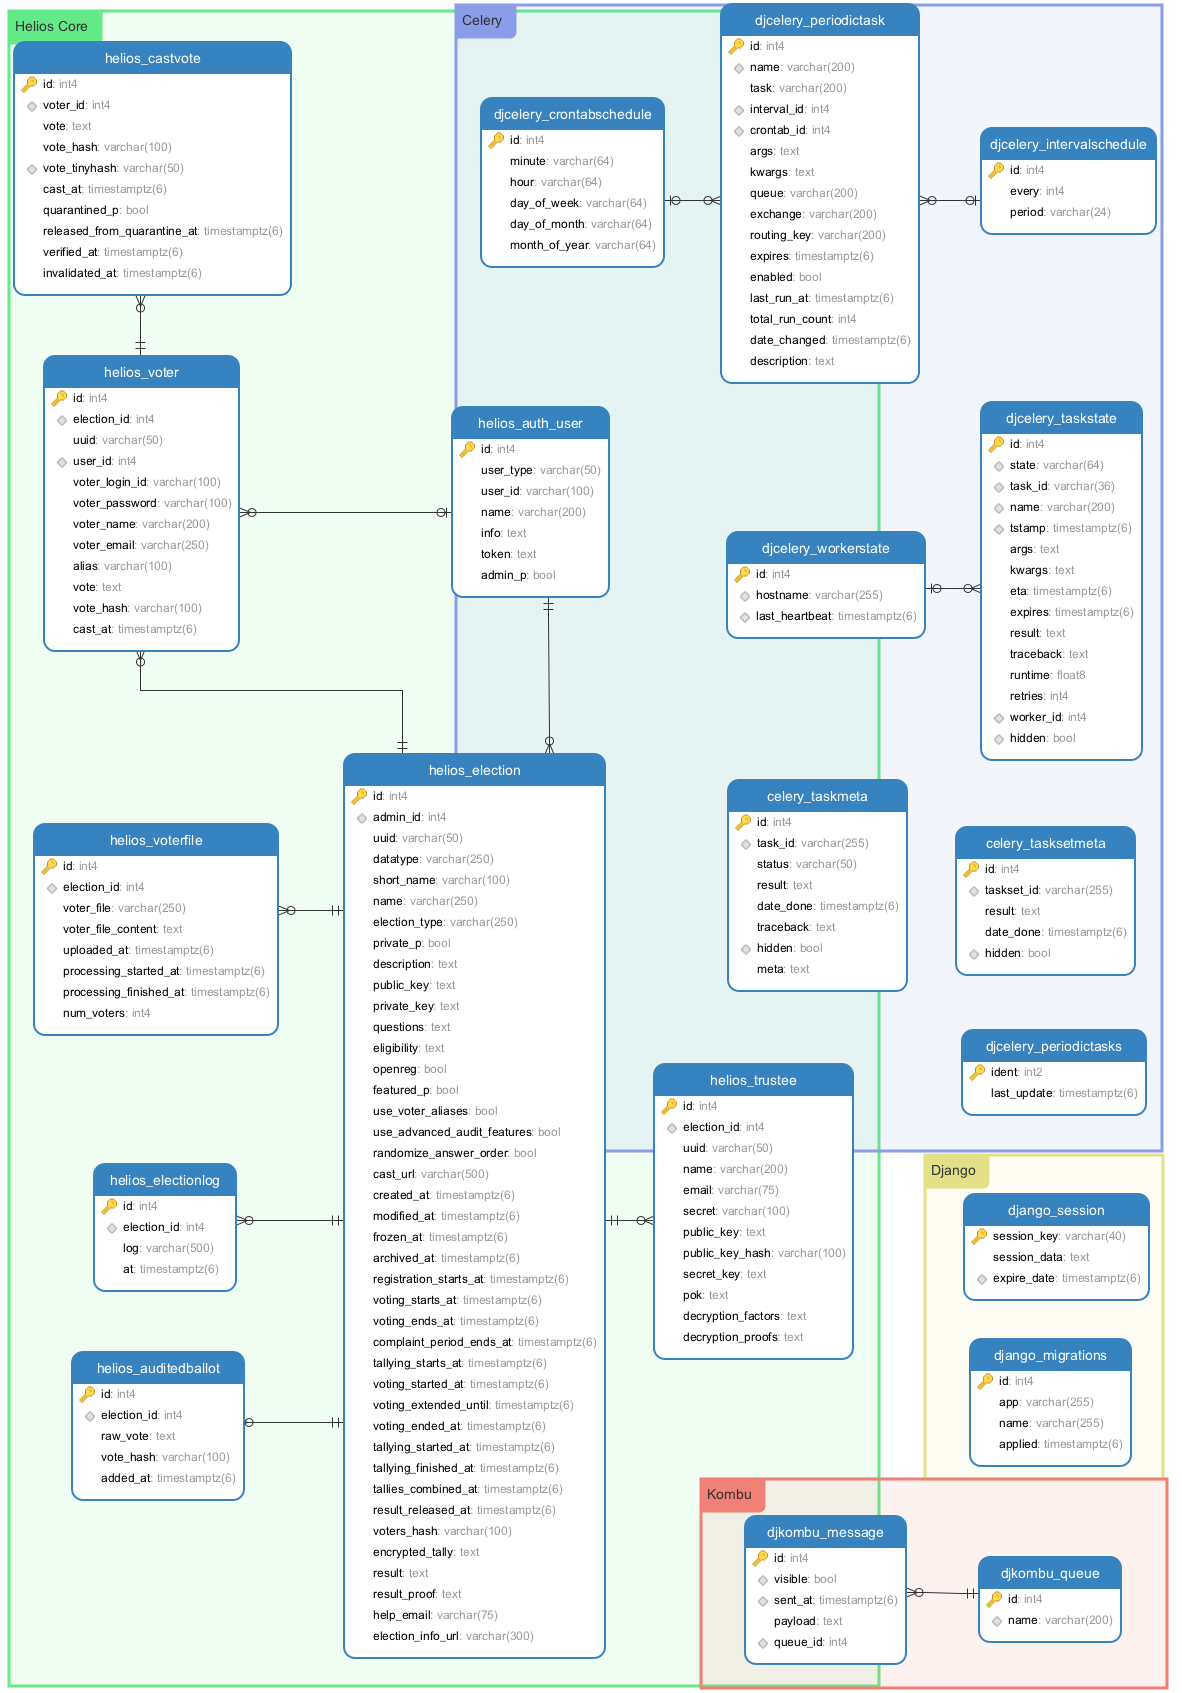 Helios Core
helios_castvote
id: int4
voter_id: int4
vote: text
vote_hash: varchar(100)
vote_tinyhash: varchar(50)
cast_at: timestamptz(6)
quarantined_p: bool
released_from_quarantine_at: timestamptz(6)
verified_at: timestamptz(6)
invalidated_at: timestamptz(6)
helios_voter
id: int4
election_id: int4
uuid: varchar(50)
user_id: int4
voter_login_id: varchar(100)
voter_password: varchar(100)
voter_name: varchar(200)
voter_email: varchar(250)
alias: varchar(100)
vote: text
vote_hash: varchar(100)
cast_at: timestamptz(6)
helios_auth_user
id: int4
user_type: varchar(50)
user_id: varchar(100)
name: varchar(200)
info: text
token: text
admin_p: bool
helios_voterfile
id: int4
election_id: int4
voter_file: varchar(250)
voter_file_content: text
uploaded_at: timestamptz(6)
processing_started_at: timestamptz(6)
processing_finished_at: timestamptz(6)
num_voters: int4
helios_electionlog
id: int4
election_id: int4
log: varchar(500)
at: timestamptz(6)
helios_auditedballot
id: int4
election_id: int4
raw_vote: text
vote_hash: varchar(100)
added_at: timestamptz(6)
helios_election
id: int4
admin_id: int4
uuid: varchar(50)
datatype: varchar(250)
short_name: varchar(100)
name: varchar(250)
election_type: varchar(250)
private_p: bool
description: text
public_key: text
private_key: text
questions: text
eligibility: text
openreg: bool
featured_p: bool
use_voter_aliases: bool
use_advanced_audit_features: bool
randomize_answer_order: bool
cast_url: varchar(500)
created_at: timestamptz(6)
modified_at: timestamptz(6)
frozen_at: timestamptz(6)
archived_at: timestamptz(6)
registration_starts_at: timestamptz(6)
voting_starts_at: timestamptz(6)
voting_ends_at: timestamptz(6)
complaint_period_ends_at: timestamptz(6)
tallying_starts_at: timestamptz(6)
voting_started_at: timestamptz(6)
voting_extended_until: timestamptz(6)
voting_ended_at: timestamptz(6)
tallying_started_at: timestamptz(6)
tallying_finished_at: timestamptz(6)
tallies_combined_at: timestamptz(6)
result_released_at: timestamptz(6)
voters_hash: varchar(100)
encrypted_tally: text
result: text
result_proof: text
help_email: varchar(75)
election_info_url: varchar(300)
helios_trustee
id: int4
election_id: int4
uuid: varchar(50)
name: varchar(200)
email: varchar(75)
secret: varchar(100)
public_key: text
public_key_hash: varchar(100)
secret_key: text
pok: text
decryption_factors: text
decryption_proofs: text
Celery
djcelery_crontabschedule
id: int4
minute: varchar(64)
hour: varchar(64)
day_of_week: varchar(64)
day_of_month: varchar(64)
month_of_year: varchar(64)
djcelery_periodictask
id: int4
name: varchar(200)
task: varchar(200)
interval_id: int4
crontab_id: int4
args: text
kwargs: text
queue: varchar(200)
exchange: varchar(200)
routing_key: varchar(200)
expires: timestamptz(6)
enabled: bool
last_run_at: timestamptz(6)
total_run_count: int4
date_changed: timestamptz(6)
description: text
djcelery_intervalschedule
id: int4
every: int4
period: varchar(24)
djcelery_workerstate
id: int4
hostname: varchar(255)
last_heartbeat: timestamptz(6)
djcelery_taskstate
id: int4
state: varchar(64)
task_id: varchar(36)
name: varchar(200)
tstamp: timestamptz(6)
args: text
kwargs: text
eta: timestamptz(6)
expires: timestamptz(6)
result: text
traceback: text
runtime: float8
retries: int4
worker_id: int4
hidden: bool
celery_taskmeta
id: int4
task_id: varchar(255)
status: varchar(50)
result: text
date_done: timestamptz(6)
traceback: text
hidden: bool
meta: text
celery_tasksetmeta
id: int4
taskset_id: varchar(255)
result: text
date_done: timestamptz(6)
hidden: bool
djcelery_periodictasks
ident: int2
last_update: timestamptz(6)
Django
django_session
session_key: varchar(40)
session_data: text
expire_date: timestamptz(6)
django_migrations
id: int4
app: varchar(255)
name: varchar(255)
applied: timestamptz(6)
Kombu
djkombu_message
id: int4
visible: bool
sent_at: timestamptz(6)
payload: text
queue_id: int4
djkombu_queue
id: int4
name: varchar(200)